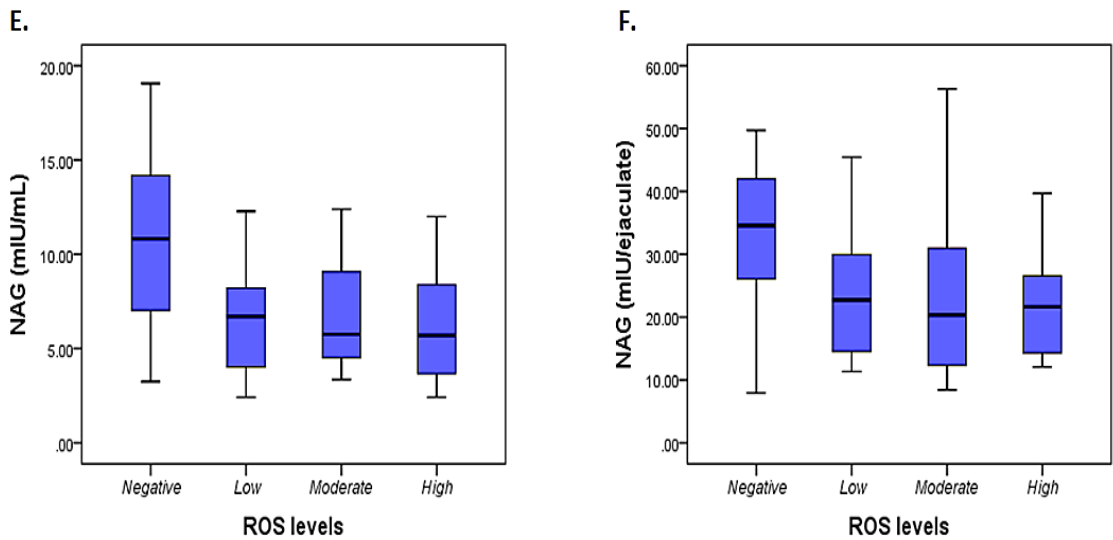 E.
NAG (mIU/mL)
20.00
15.00
10.00
5.00
.00
Negative Low Moderate High
ROS levels
F.
NAG (mIU/ejaculate)
60.00
50.00
40.00
30.00
20.00
10.00
.00
Negative Low Moderate High
ROS levels